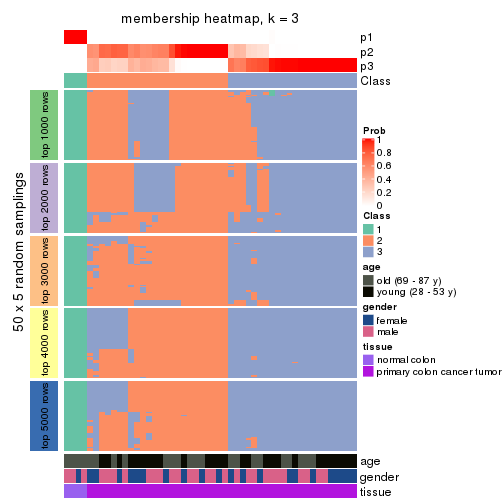 membership heatmap, k = 3
p1
p2
p3
Class
50 x 5 random samplings
top 1000 rows
top 2000 rows
top 3000 rows
top 4000 rows
top 5000 rows
age
gender
tissue
Prob
1
0.8
0.6
0.4
0.2
0
Class
1
2
3
age
old (69 - 87 y)
young (28 - 53 y)
gender
female
male
tissue
normal colon
primary colon cancer tumor